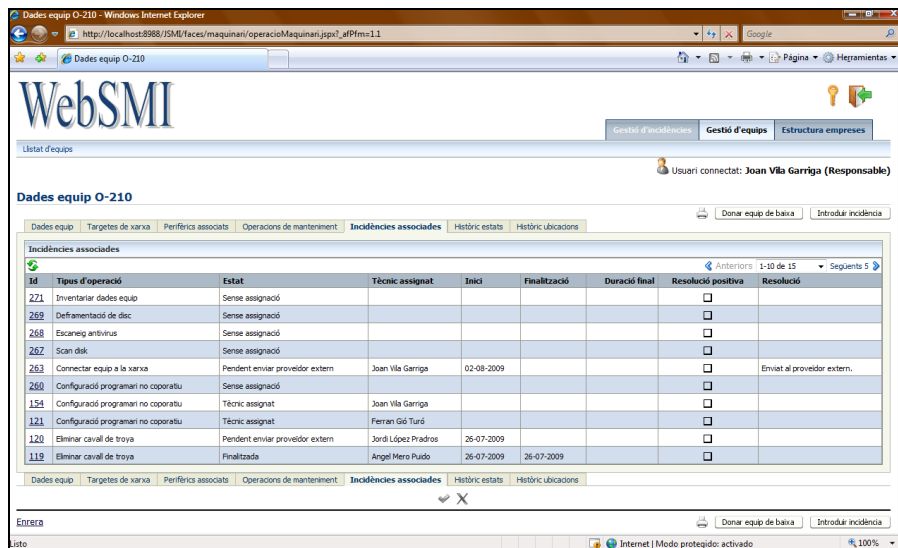 Dades equip O-210 - Windows Internet Explorer
http://localhost:8988/JSMI/faces/maquinari/operacioMaquinari.jspx?_afPfm=1.1
Google
Dades equip O-210
Página
Herramientas
WebSMI
Gestió d'incidències Gestió d'equips Estructura empreses
Llistat d'equips
Usuari connectat: Joan Vila Garriga (Responsable)
Dades equip O-210
Donar equip de baixa Introduir incidència
Dades equip Targetes de xarxa Perifèrics associats Operacions de manteniment Incidències associades Històric estats Històric ubicacions
Incidències associades
Anteriors 1-10 de 15 Següents 5
Id Tipus d'operació Estat Tècnic assignat Inici Finalització Duració final Resolució positiva Resolució
271 Inventariar dades equip Sense assignació
269 Deframentació de disc Sense assignació
268 Escaneig antivirus Sense assignació
267 Scan disk Sense assignació
263 Connectar equip a la xarxa Pendent enviar proveïdor extern Joan Vila Garriga 02-08-2009 Enviat al proveidor extern.
260 Configuració programari no coporatiu Sense assignació
154 Configuració programari no coporatiu Tècnic assignat Joan Vila Garriga
121 Configuració programari no coporatiu Tècnic assignat Ferran Gió Turó
120 Eliminar cavall de troya Pendent enviar proveïdor extern Jordi López Pradros 26-07-2009
119 Eliminar cavall de troya Finalitzada Angel Mero Puido 26-07-2009 26-07-2009
Dades equip Targetes de xarxa Perifèrics associats Operacions de manteniment Incidències associades Històric estats Històric ubicacions
Enrera
Donar equip de baixa Introduir incidència
Listo
Internet | Modo protegido: activado
100%